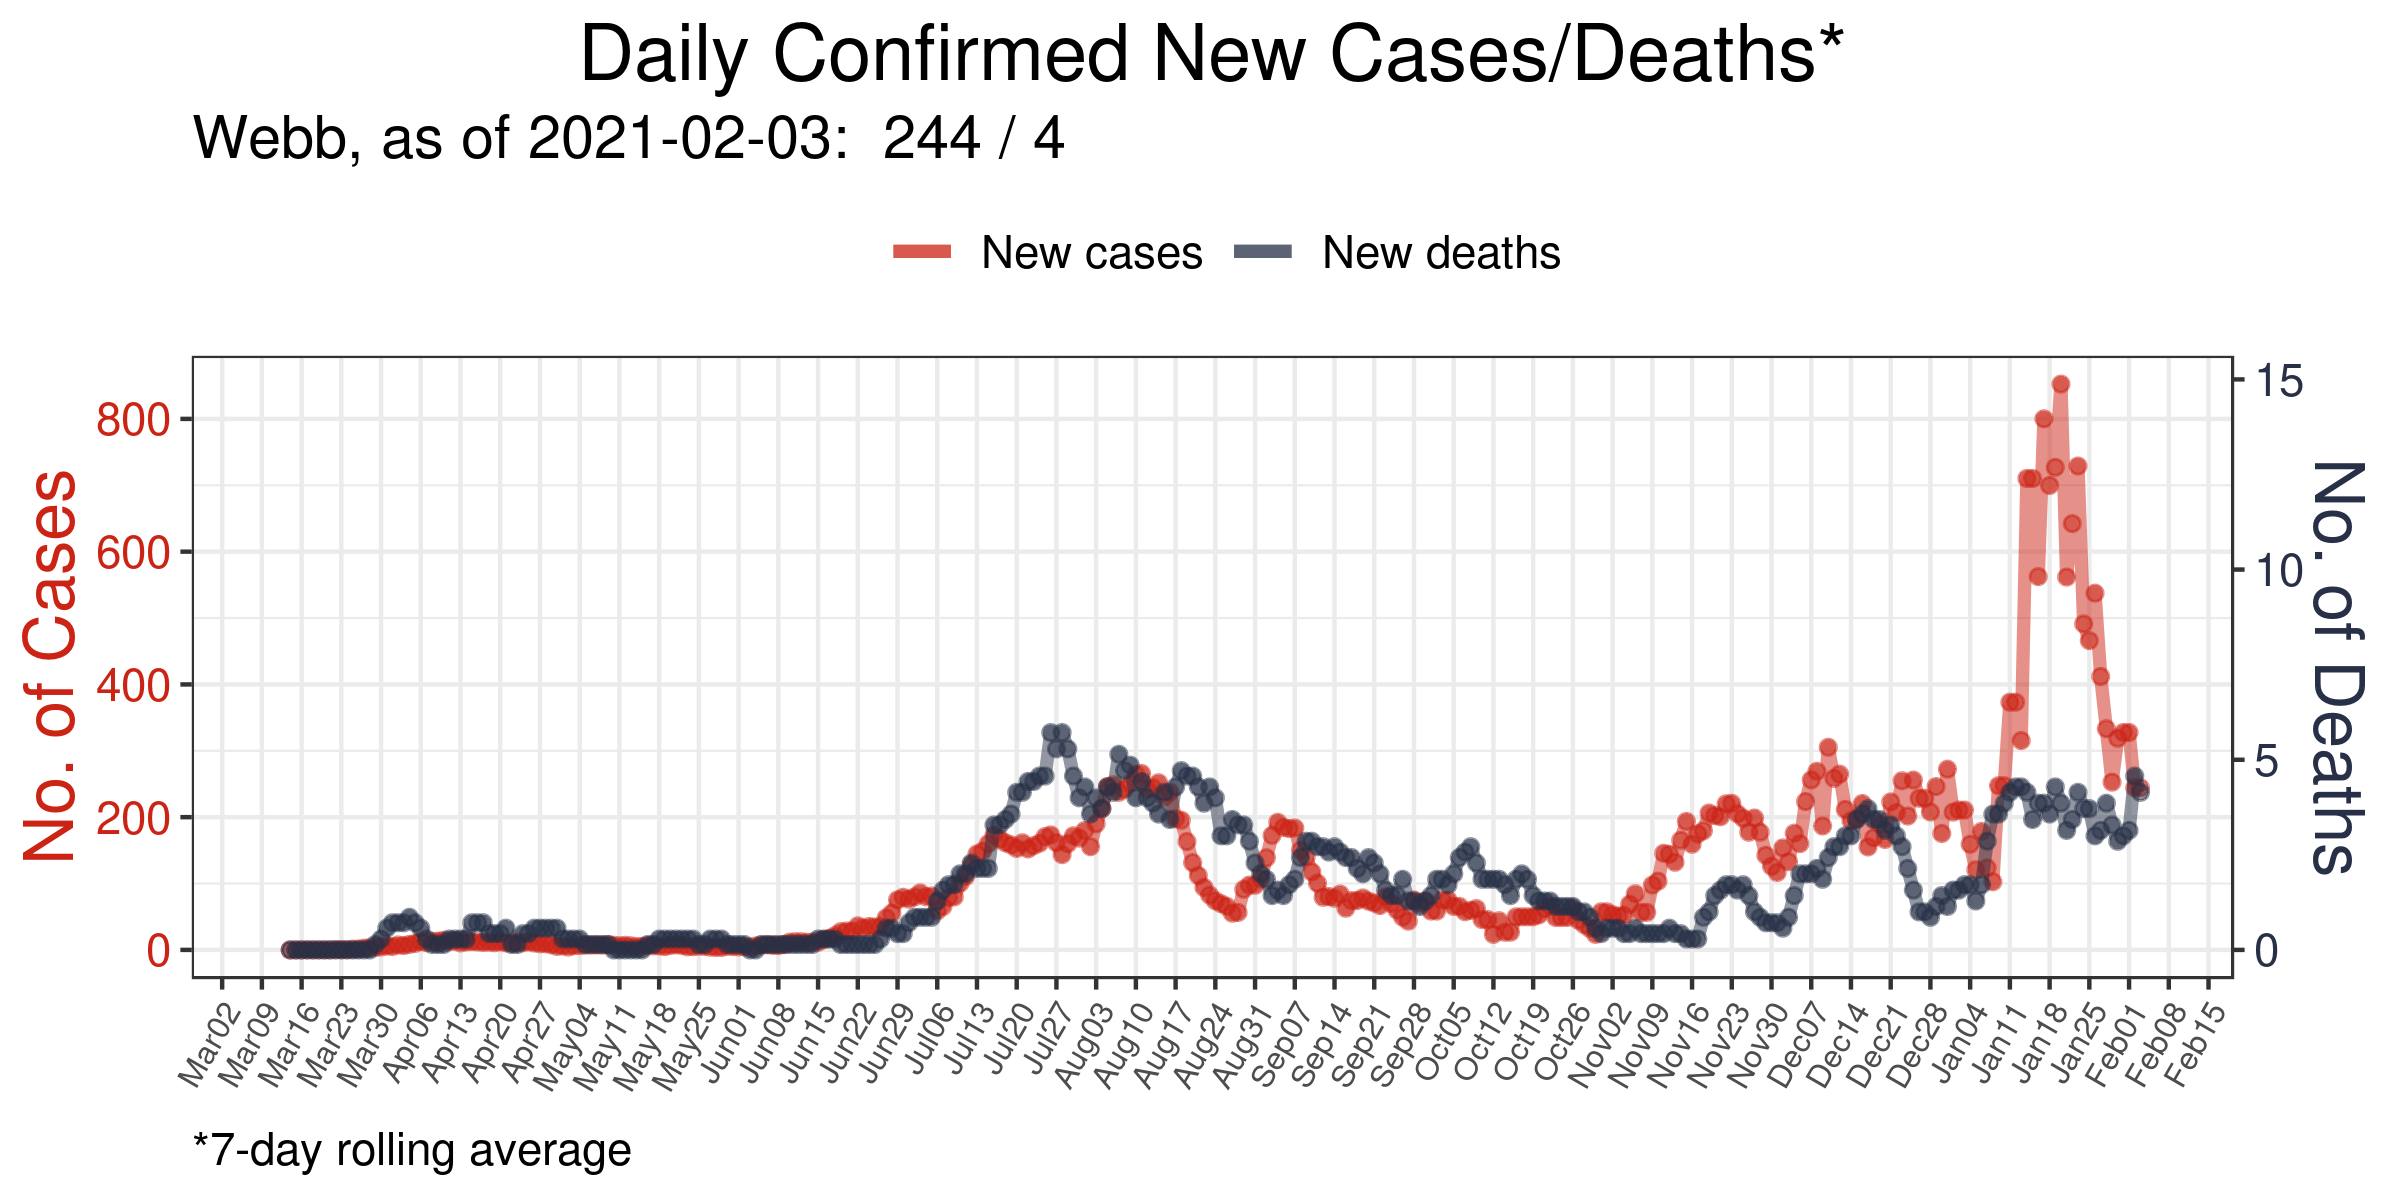 Daily Confirmed New Cases/Deaths*
Webb, as of 2021-02-03:  244 / 4
New cases New deaths
No. of Cases
800
600
400
200
0
15
10
5
0
No. of Deaths
Mar02 Mar09 Mar16 Mar23 Mar30 Apr06 Apr13 Apr20 Apr27 May04 May11 May18 May25 Jun01 Jun08 Jun15 Jun22 Jun29 Jul06 Jul13 Jul20 Jul27 Aug03 Aug10 Aug17 Aug24 Aug31 Sep07 Sep14 Sep21 Sep28 Oct05 Oct12 Oct19 Oct26 Nov02 Nov09 Nov16 Nov23 Nov30 Dec07 Dec14 Dec21 Dec28 Jan04 Jan11 Jan18 Jan25 Feb01 Feb08 Feb15
*7-day rolling average